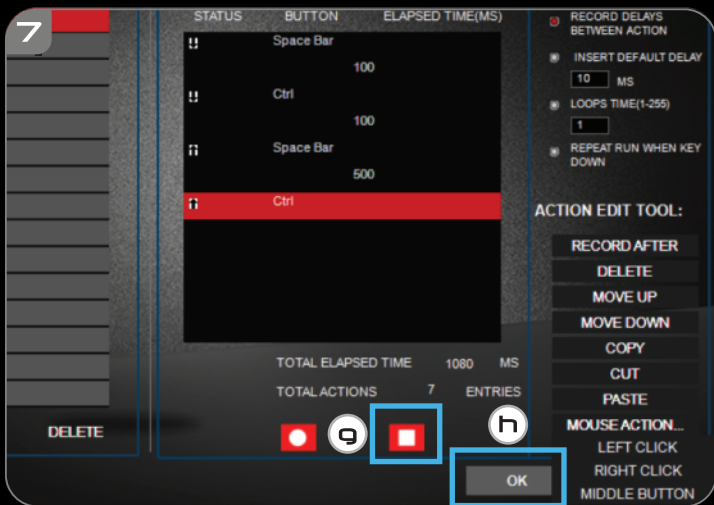 7
STATUS BUTTON ELAPSED TIME(MS)
Space Bar
100
Ctrl
100
Space Bar
500
Ctrl
TOTAL ELAPSED TIME 1080 MS
TOTAL ACTIONS 7 ENTRIES
DELETE
g
h
OK
RECORD DELAYS
BETWEEN ACTION
INSERT DEFAULT DELAY
10 MS
LOOPS TIME(1-255)
1
REPEAT RUN WHEN KEY
DOWN
ACTION EDIT TOOL:
RECORD AFTER
DELETE
MOVE UP
MOVE DOWN
COPY
CUT
PASTE
MOUSE ACTION...
LEFT CLICK
RIGHT CLICK
MIDDLE BUTTON